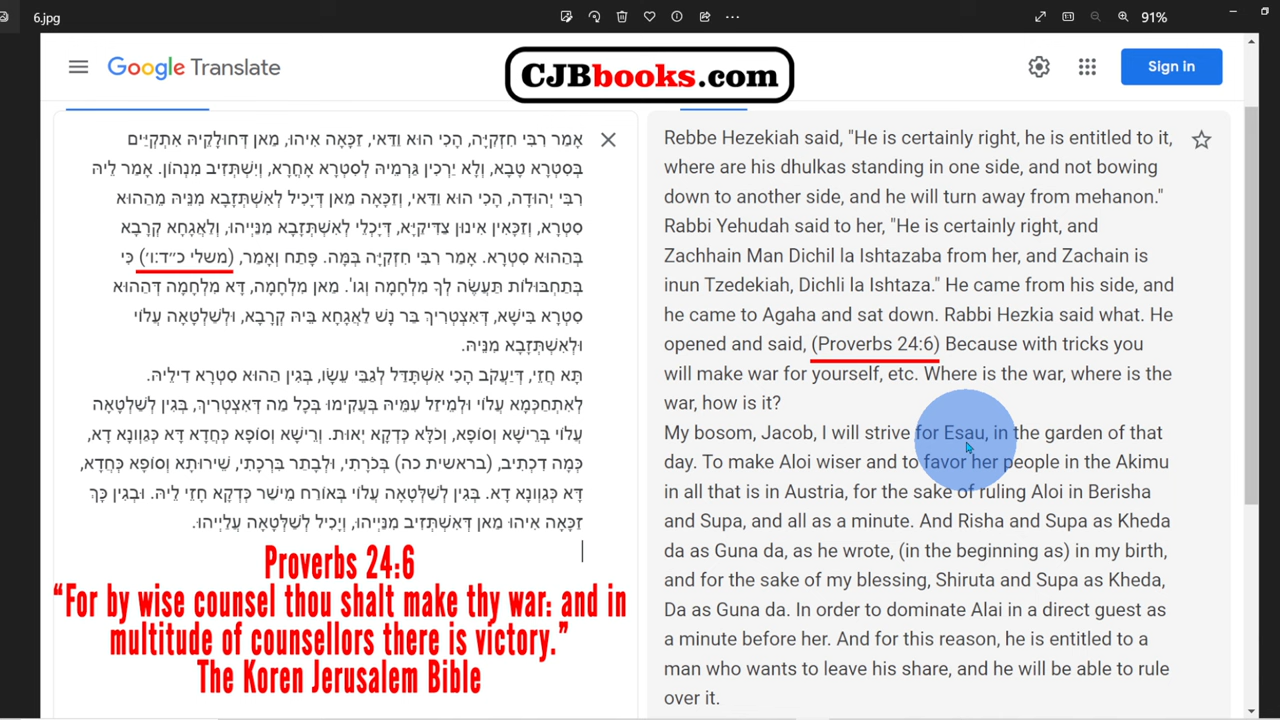 6.jpg
91%
Google Translate
CJBbooks.com
Sign in
אָמַר רִבִּי חִזְקִיָּה, הָכִי הוּא וַדַּאי, זַכָּאָה אִיהוּ, מַאן דְּחוּלָקֵיהּ אִתְקְיַּים
בְּסִטְרָא טָבָא, וְלָא יַרְכִין גַּרְמֵיהּ לְסִטְרָא אָחֳרָא, וְיִשְׁתְּזִיב מִנְהוֹן. אָמַר לֵיהּ
רִבִּי יְהוּדָה, הָכִי הוּא וַדַּאי, וְזַכָּאָה מַאן דְּיָכִיל לְאִשְׁתְּזָבָא מִנֵּיהּ מֵהַהוּא
סִטְרָא, וְזַכָּאִין אִינוּן צַדִּיקַיָּא, דְּיָכְלֵי לְאִשְׁתְּזָבָא מִנַּיְיהוּ, וְלַאֲגָחָא קְרָבָא
בְּהַהוּא סִטְרָא. אָמַר רִבִּי חִזְקִיָּה בְּמָה. פָּתַח וְאָמַר, (משלי כ״ד:ו׳) כִּי
בְתַחְבּוּלוֹת תַּעֲשֶׂה לְךָ מִלְחָמָה וְגו'. מַאן מִלְחָמָה, דָּא מִלְחָמָה דְּהַהוּא
סִטְרָא בִּישָׁא, דְּאִצְטְרִיךְ בַּר נָשׁ לַאֲגָחָא בֵּיהּ קְרָבָא, וּלְשַׁלְּטָאָה עֲלוֹי
וּלְאִשְׁתְּזָבָא מִנֵּיהּ.
תָּא חֲזֵי, דְּיַעֲקֹב הָכִי אִשְׁתָּדַּל לְגַבֵּי עֵשָׂו, בְּגִין הַהוּא סִטְרָא דִילֵיהּ.
לְאִתְחַכְּמָא עֲלוֹי וּלְמֵיזַל עִמֵּיהּ בַּעֲקִימוּ בְּכָל מַה דְּאִצְטְרִיךְ, בְּגִין לְשַׁלְּטָאָה
עֲלוֹי בְּרֵישָׁא וְסוֹפָא, וְכֹלָּא כִּדְקָא יָאוּת. וְרֵישָׁא וְסוֹפָא כַּחֲדָא דָּא כְּגַוְונָא דָּא,
כְּמָה דִכְתִיב, (בראשית כה) בְּכֹרָתִי, וּלְבָתַר בִּרְכָתִי, שֵׁירוּתָא וְסוֹפָא כַּחֲדָא,
דָּא כְּגַוְונָא דָא. בְּגִין לְשַׁלְּטָאָה עֲלוֹי בְּאוֹרַח מֵישָׁר כִּדְקָא חָזֵי לֵיהּ. וּבְגִין כָּךְ
זַכָּאָה אִיהוּ מַאן דְּאִשְׁתְּזִיב מִנַּיְיהוּ, וְיָכִיל לְשַׁלְּטָאָה עֲלַיְיהוּ.
Proverbs 24:6
“For by wise counsel thou shalt make thy war: and in
multitude of counsellors there is victory.”
The Koren Jerusalem Bible
Rebbe Hezekiah said, "He is certainly right, he is entitled to it,
where are his dhulkas standing in one side, and not bowing
down to another side, and he will turn away from mehanon."
Rabbi Yehudah said to her, "He is certainly right, and
Zachhain Man Dichil la Ishtazaba from her, and Zachain is
inun Tzedekiah, Dichli la Ishtaza." He came from his side, and
he came to Agaha and sat down. Rabbi Hezkia said what. He
opened and said, (Proverbs 24:6) Because with tricks you
will make war for yourself, etc. Where is the war, where is the
war, how is it?
My bosom, Jacob, I will strive for Esau, in the garden of that
day. To make Aloi wiser and to favor her people in the Akimu
in all that is in Austria, for the sake of ruling Aloi in Berisha
and Supa, and all as a minute. And Risha and Supa as Kheda
da as Guna da, as he wrote, (in the beginning as) in my birth,
and for the sake of my blessing, Shiruta and Supa as Kheda,
Da as Guna da. In order to dominate Alai in a direct guest as
a minute before her. And for this reason, he is entitled to a
man who wants to leave his share, and he will be able to rule
over it.